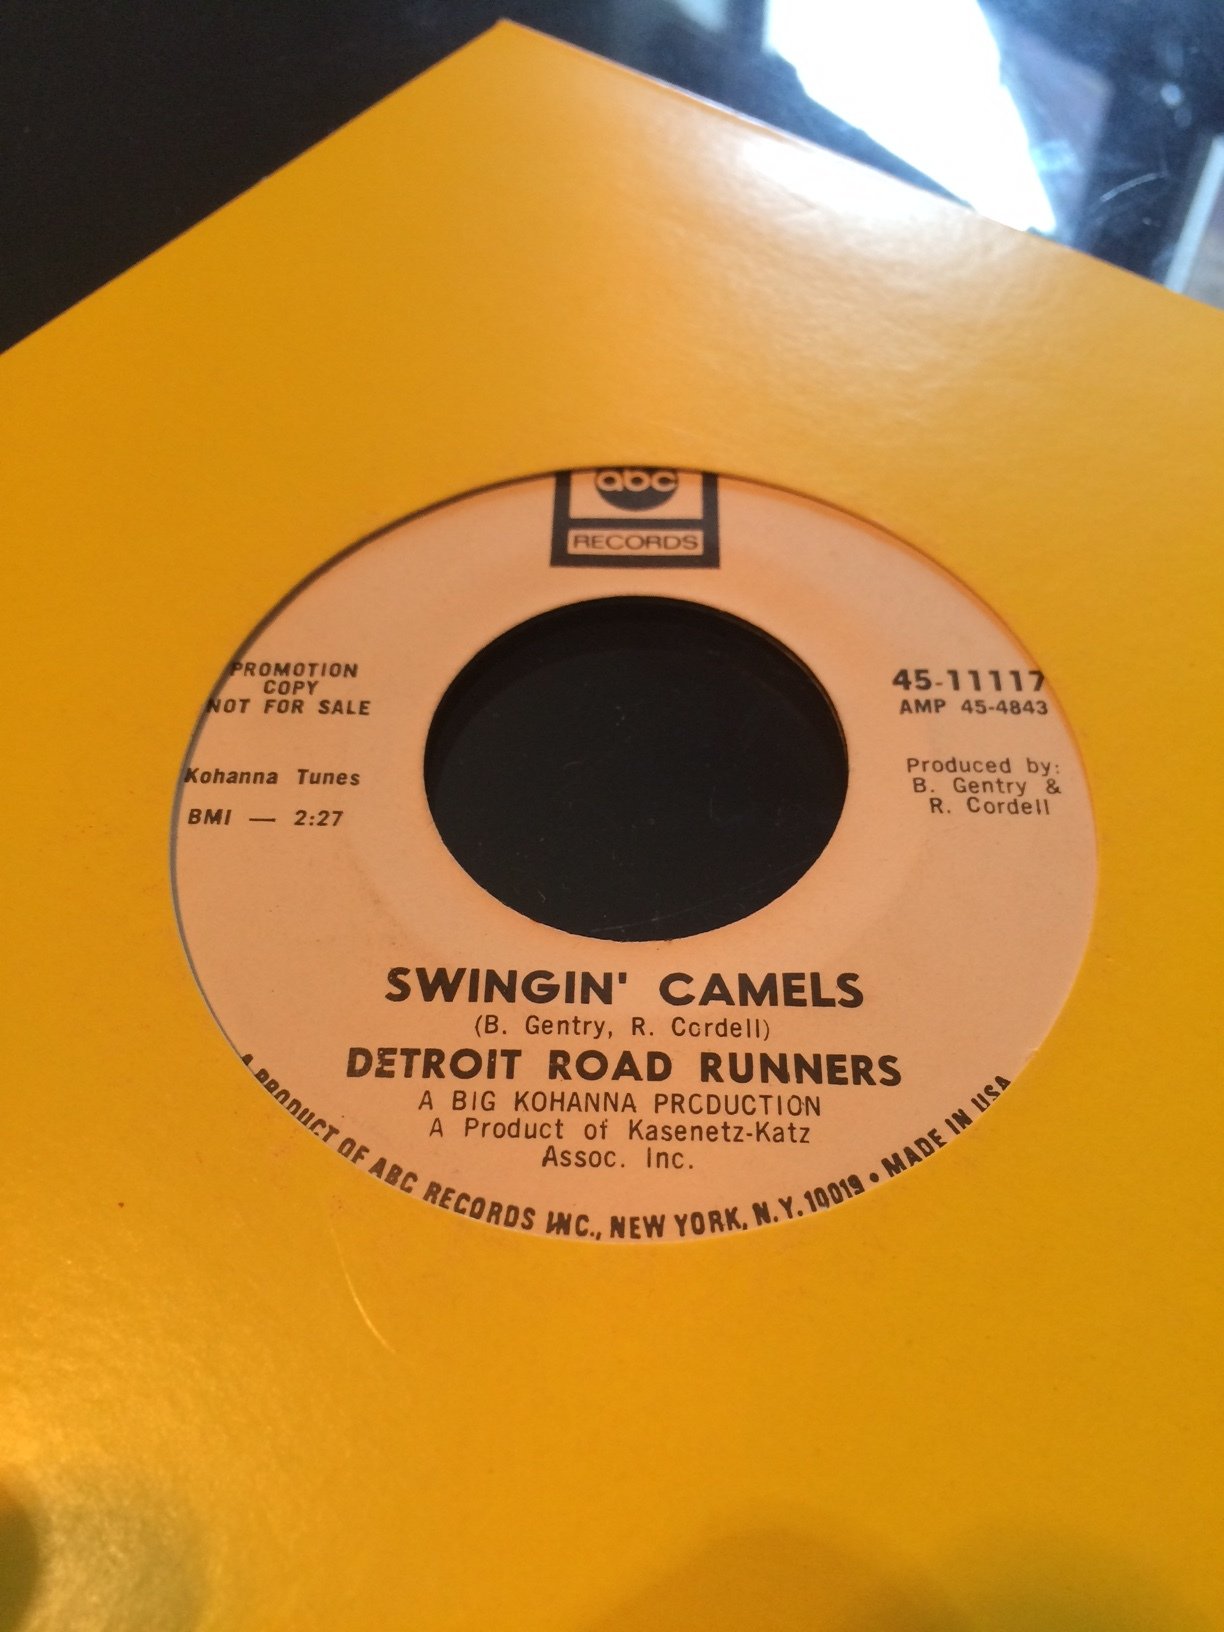 abc
RECORDS
PROMOTION
COPY
NOT FOR SALE
Kohanna Tunes
BMI — 2:27
45-11117
AMP 45-4843
Produced by:
B. Gentry &
R. Cordell
SWINGIN' CAMELS
(B. Gentry, R. Cordell)
DETROIT ROAD RUNNERS
A BIG KOHANNA PRODUCTION
A Product of Kasenetz-Katz
Assoc. Inc.
A PRODUCT OF ABC RECORDS INC., NEW YORK, N.Y. 10019 • MADE IN USA